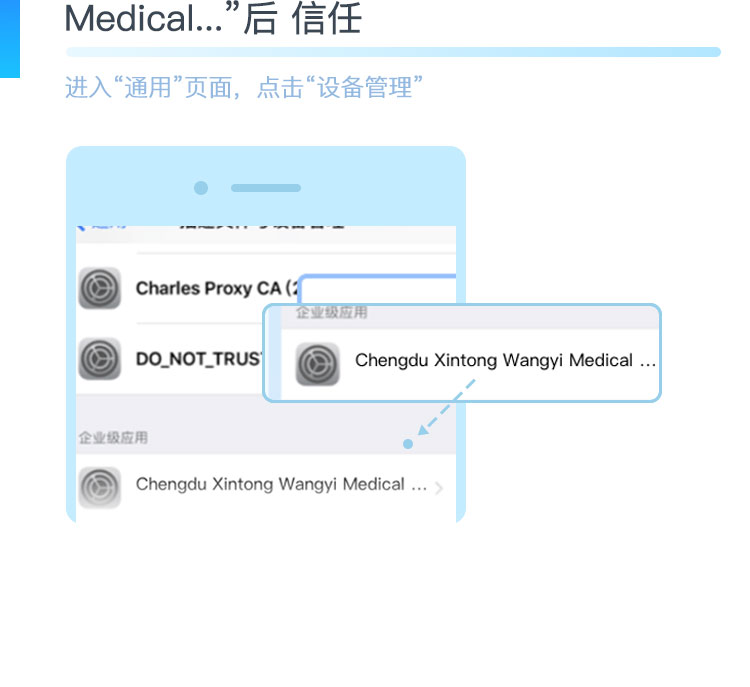 Medical...”后 信任
进入“通用”页面，点击“设备管理”
Charles Proxy CA (2
DO_NOT_TRUS
企业级应用
Chengdu Xintong Wangyi Medical ...
企业级应用
Chengdu Xintong Wangyi Medical ...